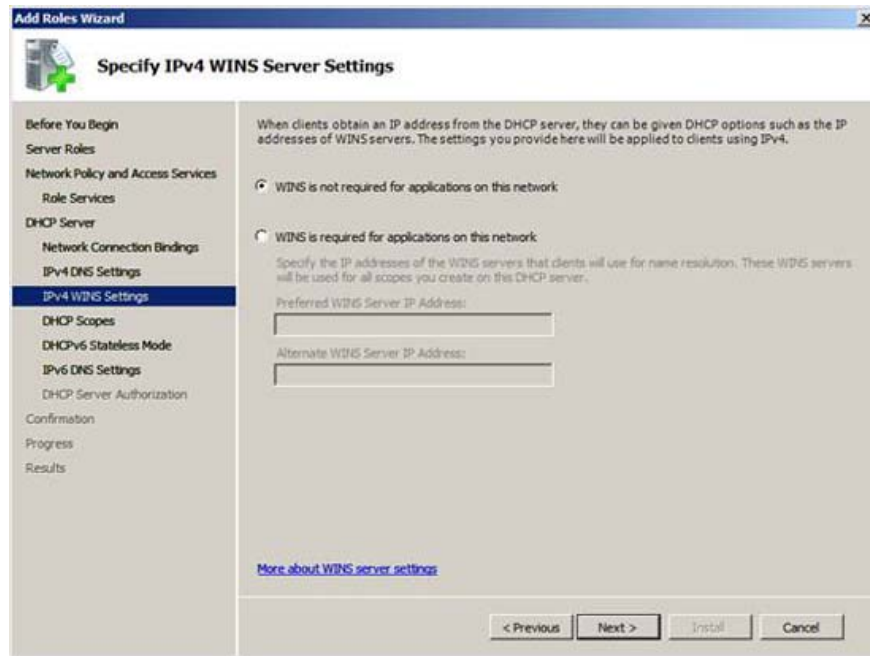 Add Roles Wizard
Specify IPv4 WINS Server Settings
Before You Begin
Server Roles
Network Policy and Access Services
Role Services
DHCP Server
Network Connection Bindings
IPv4 DNS Settings
IPv4 WINS Settings
DHCP Scopes
DHCPv6 Stateless Mode
IPv6 DNS Settings
DHCP Server Authorization
Confirmation
Progress
Results
When clients obtain an IP address from the DHCP server, they can be given DHCP options such as the IP
addresses of WINS servers. The settings you provide here will be applied to clients using IPv4.
WINS is not required for applications on this network
WINS is required for applications on this network
Specify the IP addresses of the WINS servers that clients will use for name resolution. These WINS servers
will be used for all scopes you create on this DHCP server.
Preferred WINS Server IP Address:
Alternate WINS Server IP Address:
More about WINS server settings
< Previous
Next >
Install
Cancel